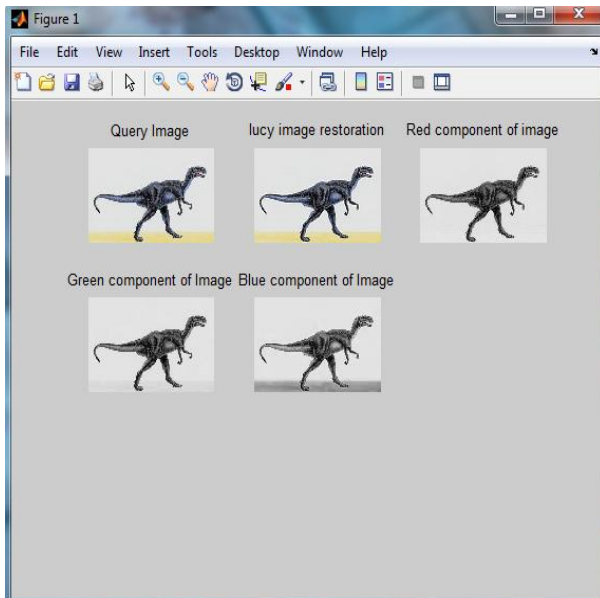 Figure 1
File Edit View Insert Tools Desktop Window Help
Query Image
lucy image restoration
Red component of image
Green component of Image
Blue component of Image